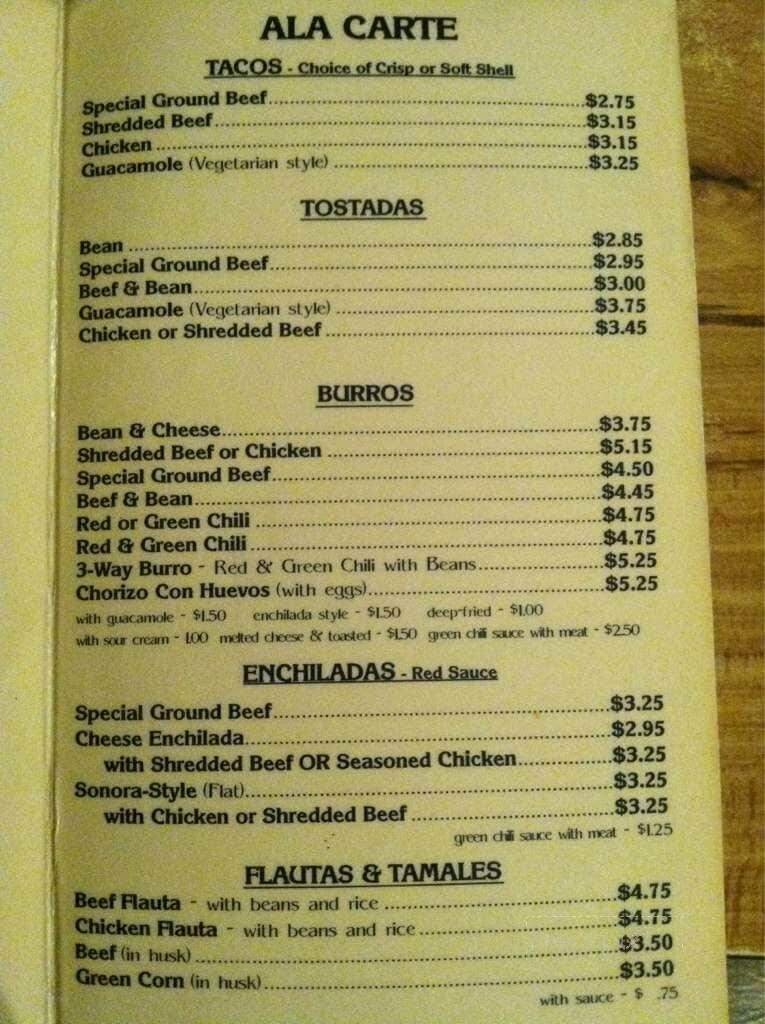 ALA CARTE
TACOS - Choice of Crisp or Soft Shell
Special Ground Beef..........$2.75
Shredded Beef..........$3.15
Chicken..........$3.15
Guacamole (Vegetarian style)..........$3.25
TOSTADAS
Bean..........$2.85
Special Ground Beef..........$2.95
Beef & Bean..........$3.00
Guacamole (Vegetarian style)..........$3.75
Chicken or Shredded Beef..........$3.45
BURROS
Bean & Cheese..........$3.75
Shredded Beef or Chicken..........$5.15
Special Ground Beef..........$4.50
Beef & Bean..........$4.45
Red or Green Chili..........$4.75
Red & Green Chili..........$4.75
3-Way Burro - Red & Green Chili with Beans..........$5.25
Chorizo Con Huevos (with eggs)..........$5.25
with guacamole - $1.50 enchilada style - $1.50 deep-fried - $1.00
with sour cream - 1.00 melted cheese & toasted - $1.50 green chili sauce with meat - $2.50
ENCHILADAS - Red Sauce
Special Ground Beef..........$3.25
Cheese Enchilada..........$2.95
with Shredded Beef OR Seasoned Chicken..........$3.25
Sonora-Style (Flat)..........$3.25
with Chicken or Shredded Beef..........$3.25
green chili sauce with meat - $1.25
FLAUTAS & TAMALES
Beef Flauta - with beans and rice..........$4.75
Chicken Flauta - with beans and rice..........$4.75
Beef (in husk)..........$3.50
Green Corn (in husk)..........$3.50
with sauce - $ .75